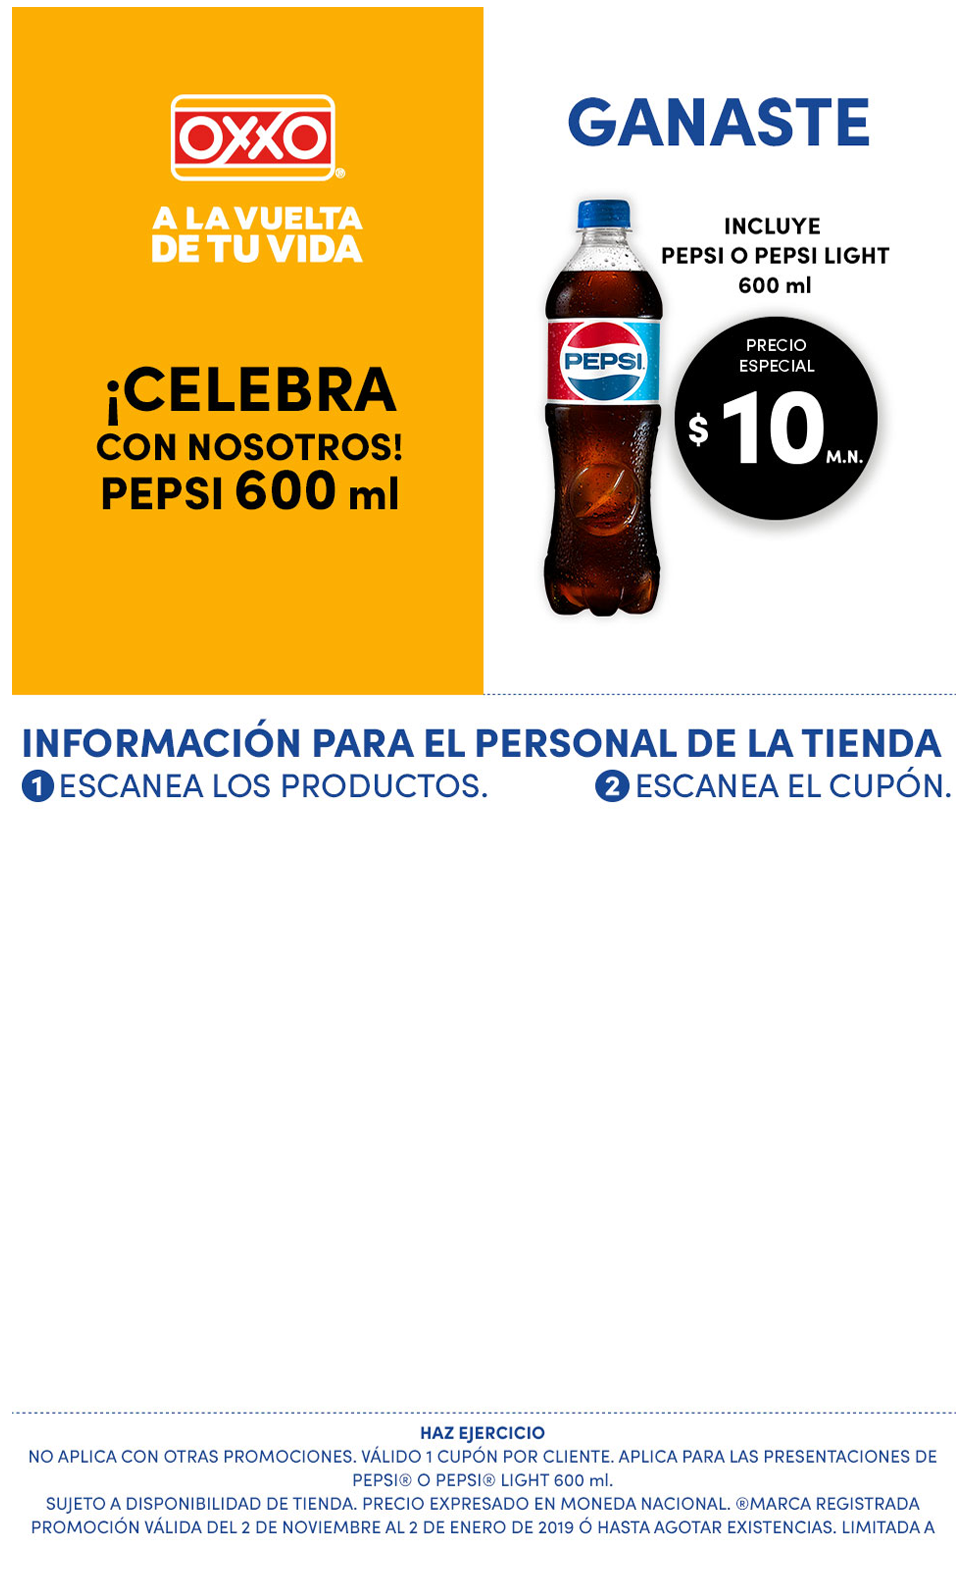 OXXO®
A LA VUELTA
DE TU VIDA
¡CELEBRA
CON NOSOTROS!
PEPSI 600 ml
GANASTE
INCLUYE
PEPSI O PEPSI LIGHT
600 ml
PEPSI.
PRECIO
ESPECIAL
$ 10 M.N.
INFORMACIÓN PARA EL PERSONAL DE LA TIENDA
1 ESCANEA LOS PRODUCTOS. 2 ESCANEA EL CUPÓN.
HAZ EJERCICIO
NO APLICA CON OTRAS PROMOCIONES. VÁLIDO 1 CUPÓN POR CLIENTE. APLICA PARA LAS PRESENTACIONES DE
PEPSI® O PEPSI® LIGHT 600 ml.
SUJETO A DISPONIBILIDAD DE TIENDA. PRECIO EXPRESADO EN MONEDA NACIONAL. ®MARCA REGISTRADA
PROMOCIÓN VÁLIDA DEL 2 DE NOVIEMBRE AL 2 DE ENERO DE 2019 Ó HASTA AGOTAR EXISTENCIAS. LIMITADA A